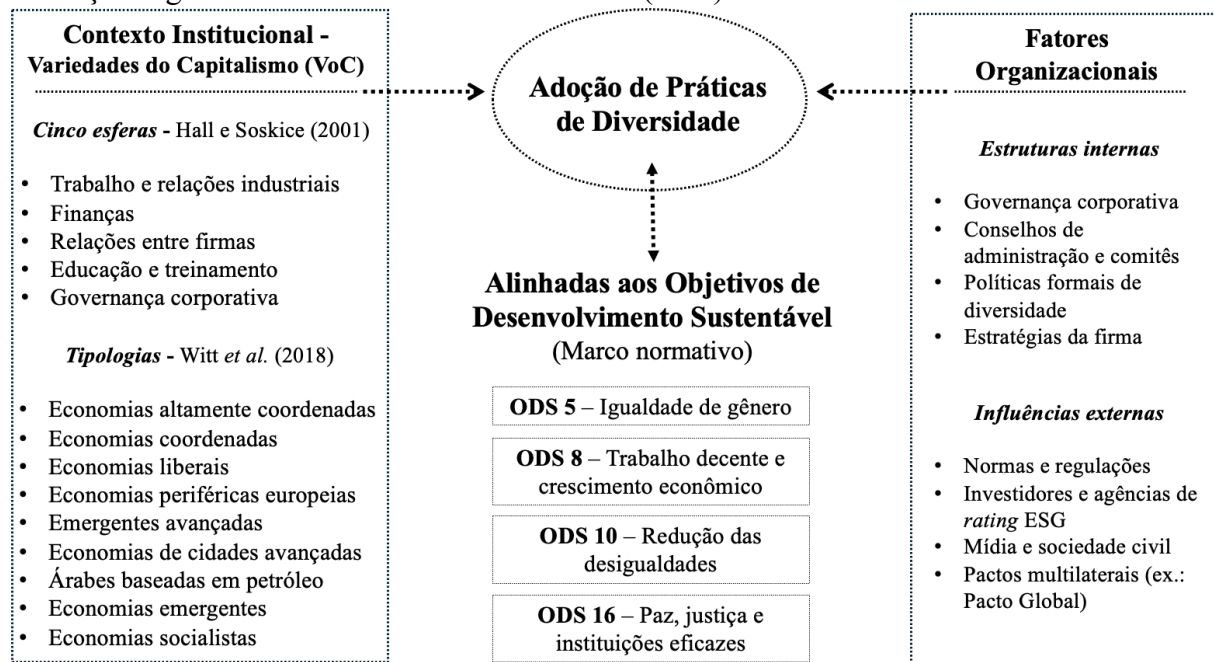 Contexto Institucional -
Variedades do Capitalismo (VoC)
Cinco esferas - Hall e Soskice (2001)
• Trabalho e relações industriais
• Finanças
• Relações entre firmas
• Educação e treinamento
• Governança corporativa
Tipologias - Witt et al. (2018)
• Economias altamente coordenadas
• Economias coordenadas
• Economias liberais
• Economias periféricas europeias
• Emergentes avançadas
• Economias de cidades avançadas
• Árabes baseadas em petróleo
• Economias emergentes
• Economias socialistas
Adoção de Práticas
de Diversidade
Alinhadas aos Objetivos de
Desenvolvimento Sustentável
(Marco normativo)
ODS 5 – Igualdade de gênero
ODS 8 – Trabalho decente e
crescimento econômico
ODS 10 – Redução das
desigualdades
ODS 16 – Paz, justiça e
instituições eficazes
Fatores
Organizacionais
Estruturas internas
• Governança corporativa
• Conselhos de
administração e comitês
• Políticas formais de
diversidade
• Estratégias da firma
Influências externas
• Normas e regulações
• Investidores e agências de
rating ESG
• Mídia e sociedade civil
• Pactos multilaterais (ex.:
Pacto Global)